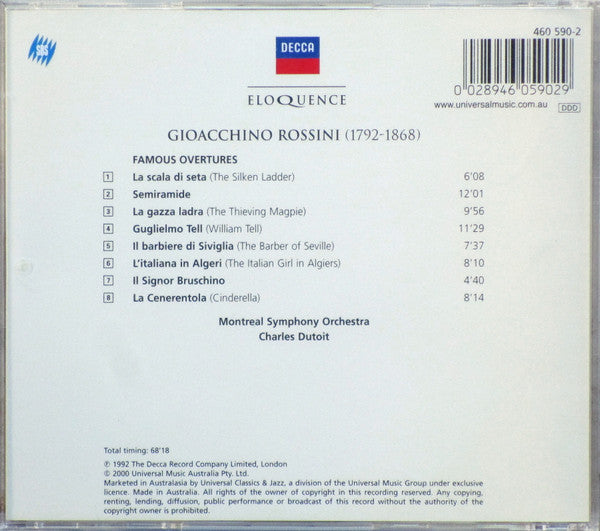 SBS
DECCA
ELOQUENCE
460 590-2
0 028946 059029
www.universalmusic.com.au DDD
GIOACCHINO ROSSINI (1792-1868)
FAMOUS OVERTURES
1 La scala di seta (The Silken Ladder) 6'08
2 Semiramide 12'01
3 La gazza ladra (The Thieving Magpie) 9'56
4 Guglielmo Tell (William Tell) 11'29
5 Il barbiere di Siviglia (The Barber of Seville) 7'37
6 L'italiana in Algeri (The Italian Girl in Algiers) 8'10
7 Il Signor Bruschino 4'40
8 La Cenerentola (Cinderella) 8'14
Montreal Symphony Orchestra
Charles Dutoit
Total timing: 68'18
℗ 1992 The Decca Record Company Limited, London
© 2000 Universal Music Australia Pty. Ltd.
Marketed in Australasia by Universal Classics & Jazz, a division of the Universal Music Group under exclusive
licence. Made in Australia. All rights of the owner of copyright in this recording reserved. Any copying,
renting, lending, diffusion, public performance or broadcast of this record without the authority of the
copyright owner is prohibited.